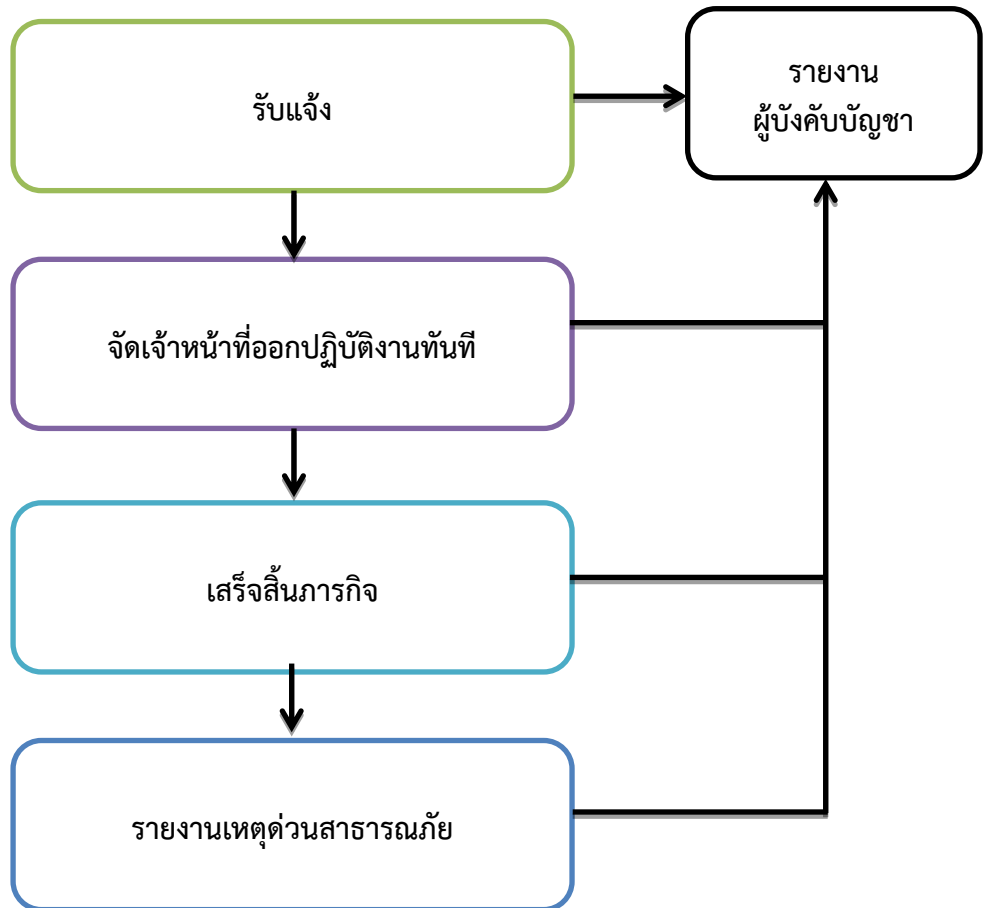 รับแจ้ง
รายงาน
ผู้บังคับบัญชา
จัดเจ้าหน้าที่ออกปฏิบัติงานทันที
เสร็จสิ้นภารกิจ
รายงานเหตุด่วนสาธารณภัย